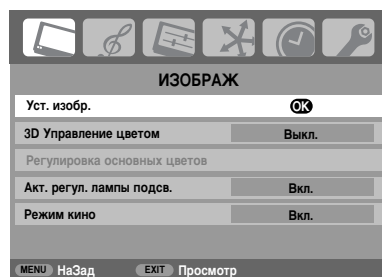 ИЗОБРАЖ
Уст. изобр. OK
3D Управление цветом Выкл.
Регулировка основных цветов
Акт. регул. лампы подсв. Вкл.
Режим кино Вкл.
MENU НаЗад EXIT Просмотр